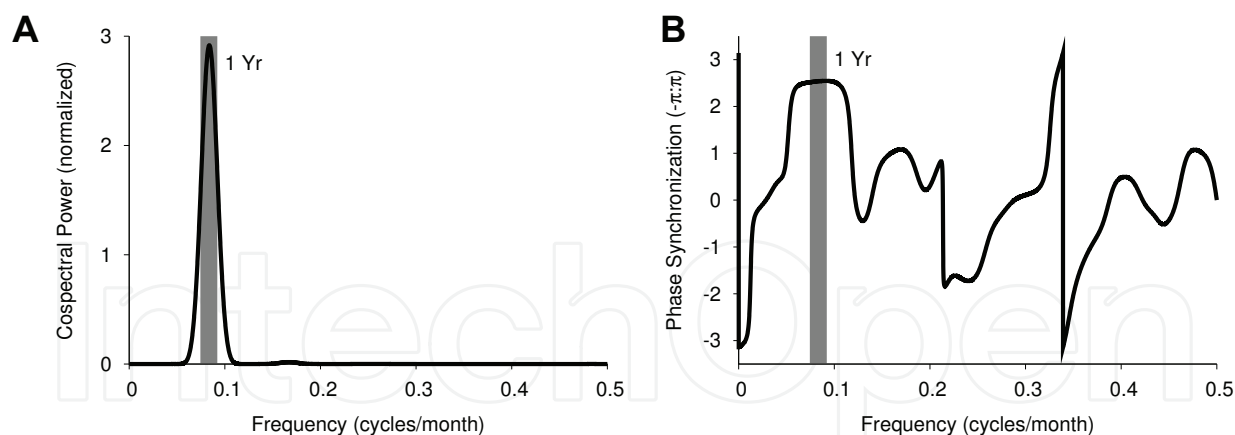 A
Cospectral Power (normalized)
3
2
1
0
1 Yr
0
0.1
0.2
0.3
0.4
0.5
Frequency (cycles/month)
B
Phase Synchronization (-π:π)
3
2
1
0
-1
-2
-3
1 Yr
0
0.1
0.2
0.3
0.4
0.5
Frequency (cycles/month)
IntechOpen